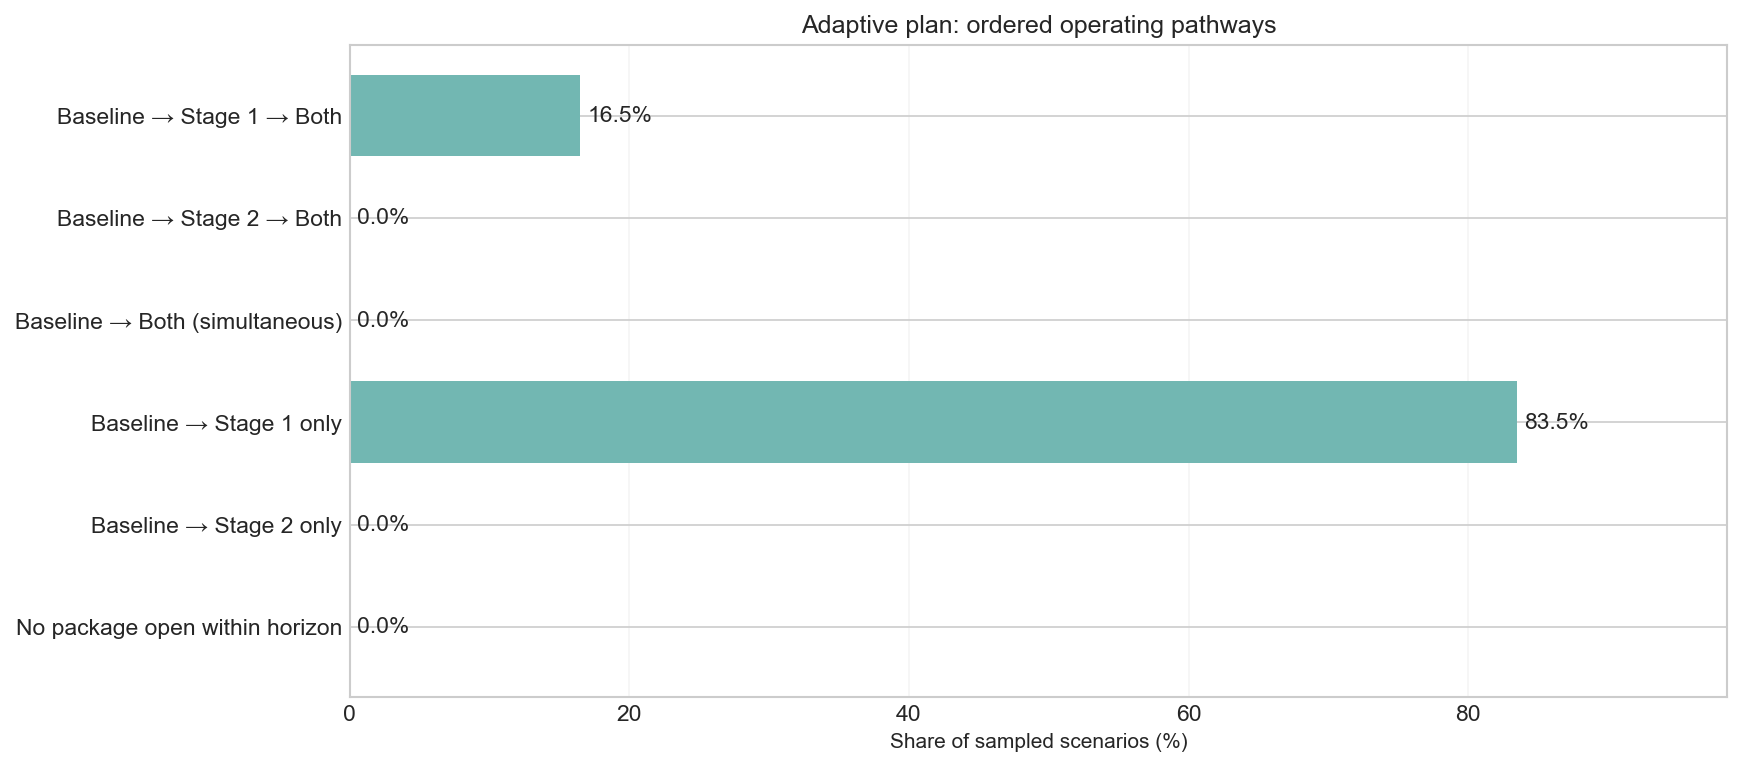 Adaptive plan: ordered operating pathways
Baseline → Stage 1 → Both
16.5%
Baseline → Stage 2 → Both
0.0%
Baseline → Both (simultaneous)
0.0%
Baseline → Stage 1 only
83.5%
Baseline → Stage 2 only
0.0%
No package open within horizon
0.0%
0 20 40 60 80
Share of sampled scenarios (%)